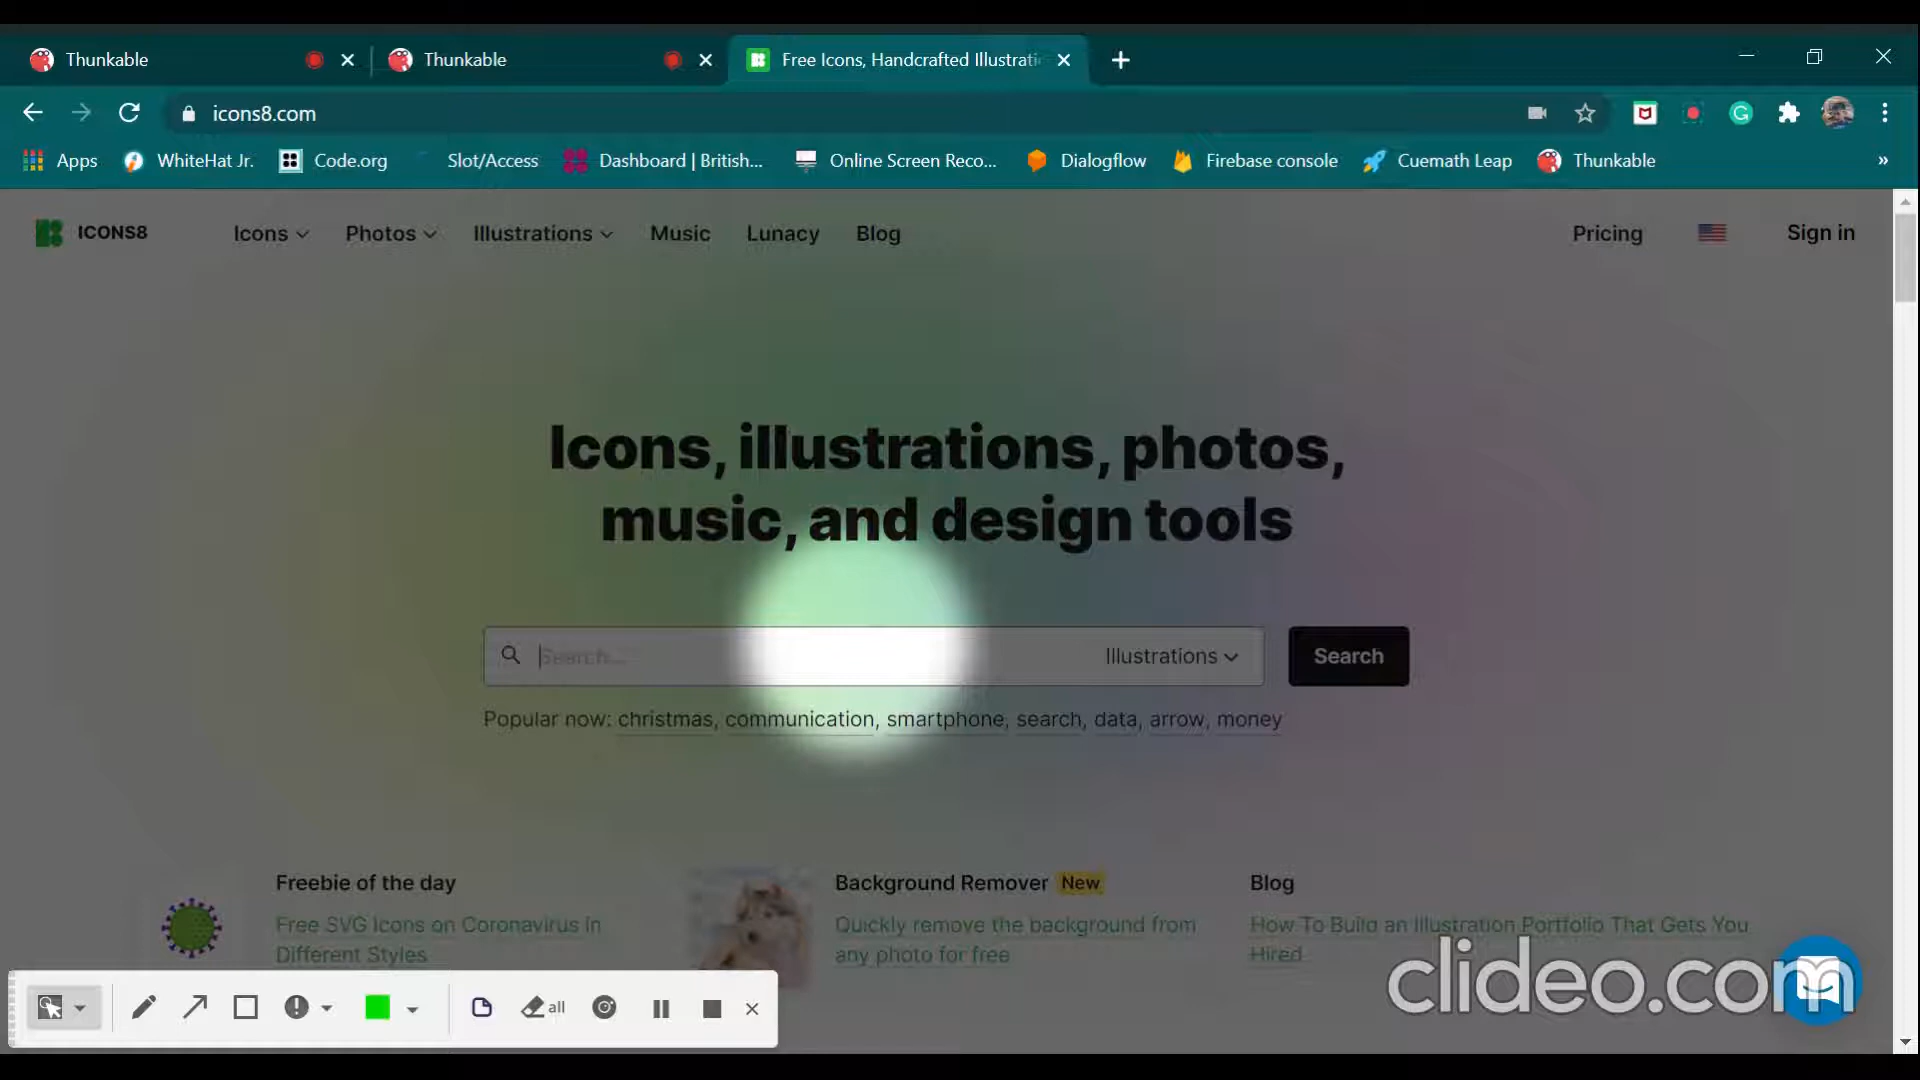 Thunkable
Thunkable
Free Icons, Handcrafted Illustrati
icons8.com
Apps
WhiteHat Jr.
Code.org
Slot/Access
Dashboard | British...
Online Screen Reco...
Dialogflow
Firebase console
Cuemath Leap
Thunkable
»
ICONS8
Icons
Photos
Illustrations
Music
Lunacy
Blog
Pricing
Sign in
Icons, illustrations, photos,
music, and design tools
Search...
Illustrations
Search
Popular now: christmas, communication, smartphone, search, data, arrow, money
Freebie of the day
Free SVG Icons on Coronavirus in
Different Styles
Background Remover New
Quickly remove the background from
any photo for free
Blog
How To Build an Illustration Portfolio That Gets You
Hired
all
clideo.com